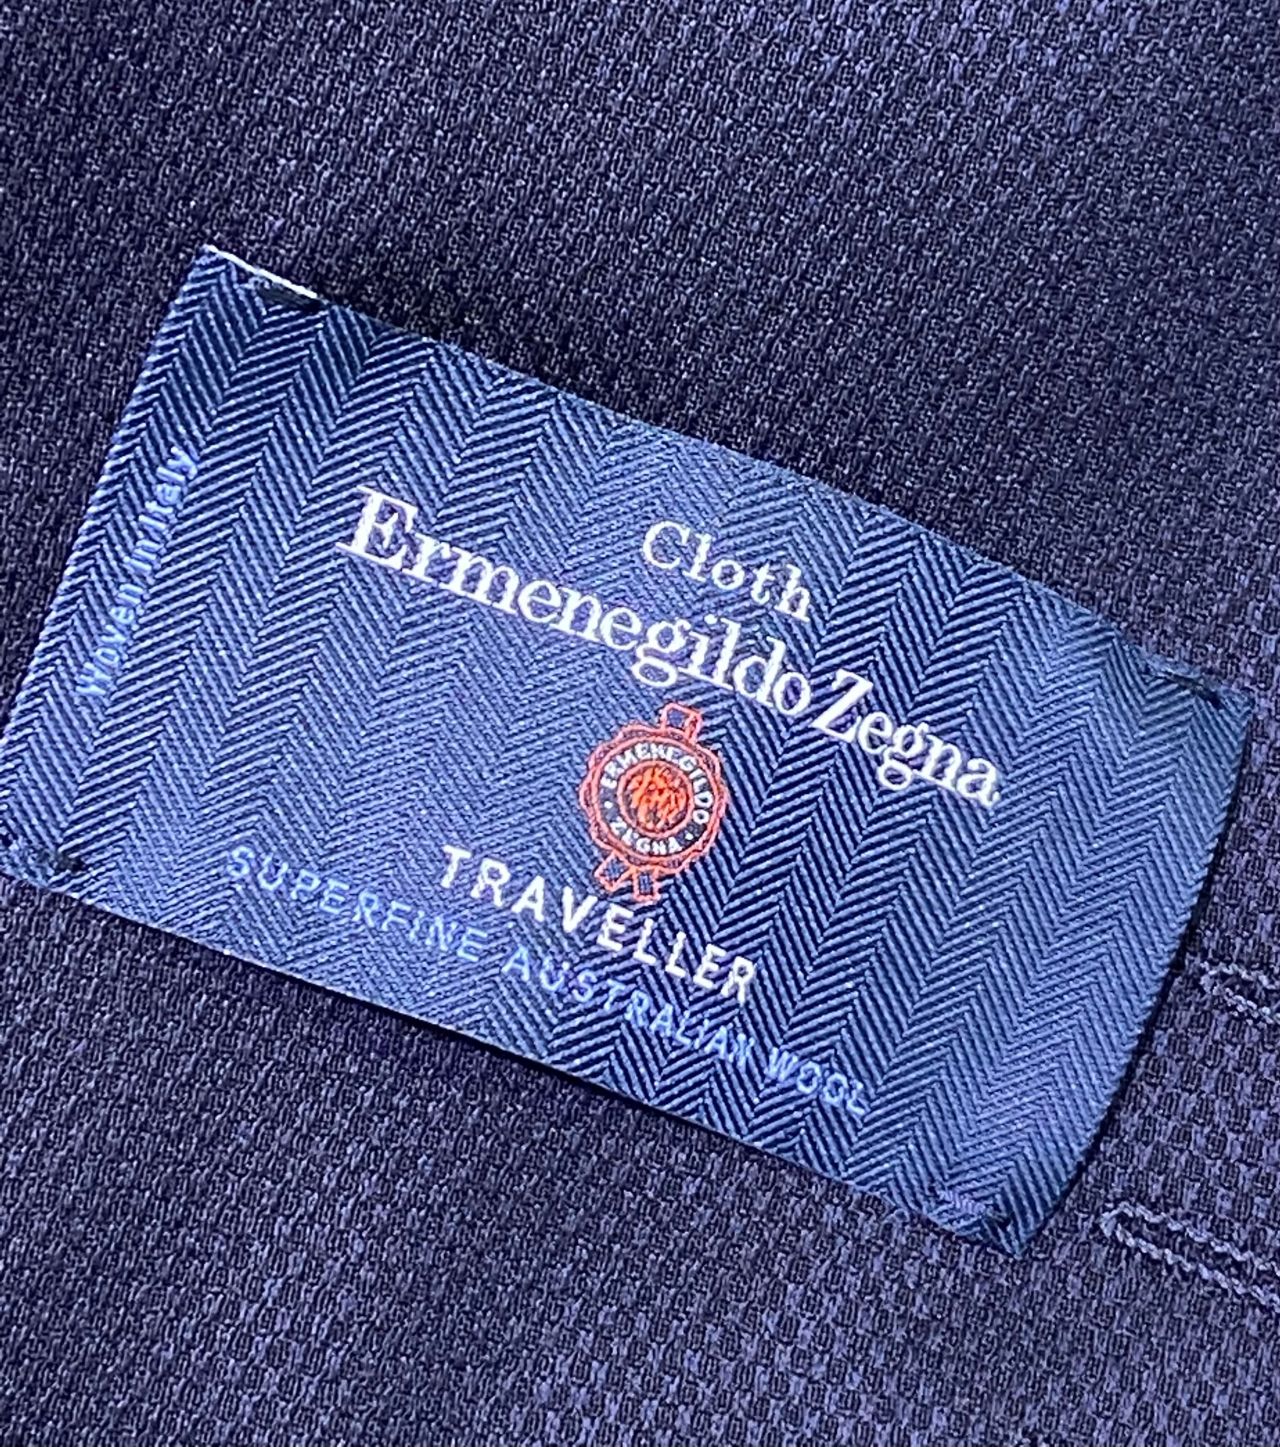 Cloth
Ermenegildo Zegna
ERMENEGILDO
ZEGNA
TRAVELLER
SUPERFINE AUSTRALIAN WOOL
Woven in Italy